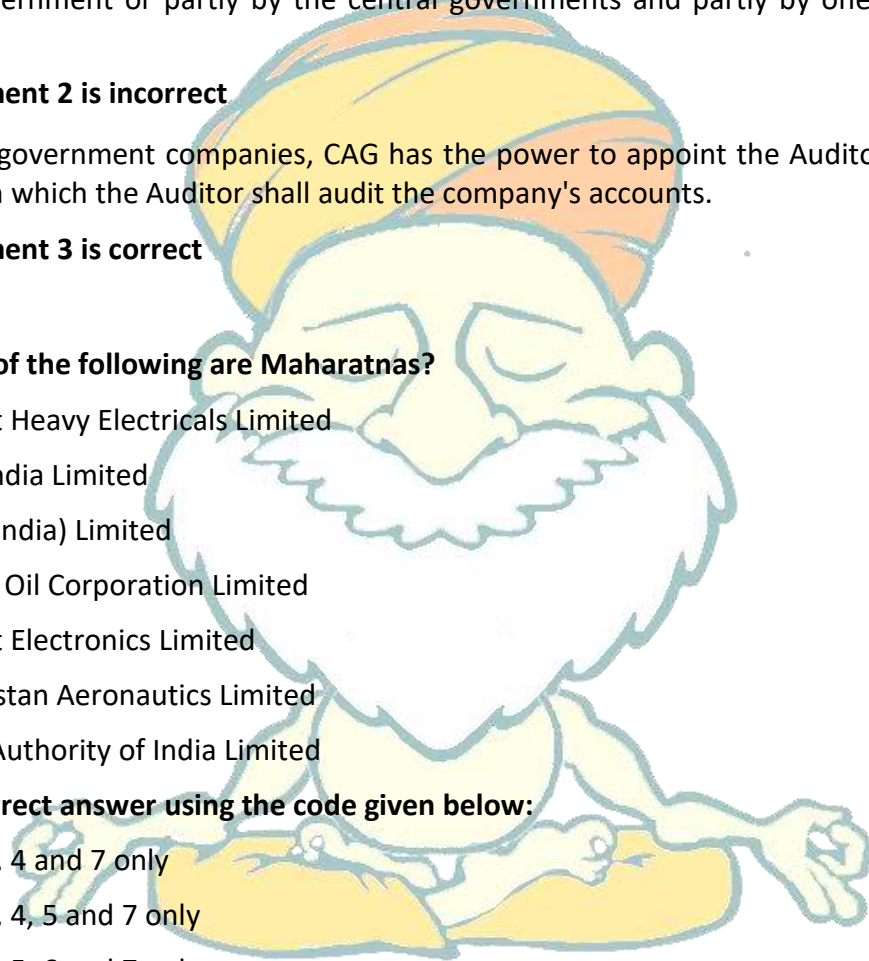 ernment or partly by the central governments and partly by one
ent 2 is incorrect
government companies, CAG has the power to appoint the Audito
which the Auditor shall audit the company's accounts.
ent 3 is correct
of the following are Maharatnas?
t Heavy Electricals Limited
ndia Limited
ndia) Limited
Oil Corporation Limited
t Electronics Limited
stan Aeronautics Limited
Authority of India Limited
rrect answer using the code given below:
, 4 and 7 only
, 4, 5 and 7 only